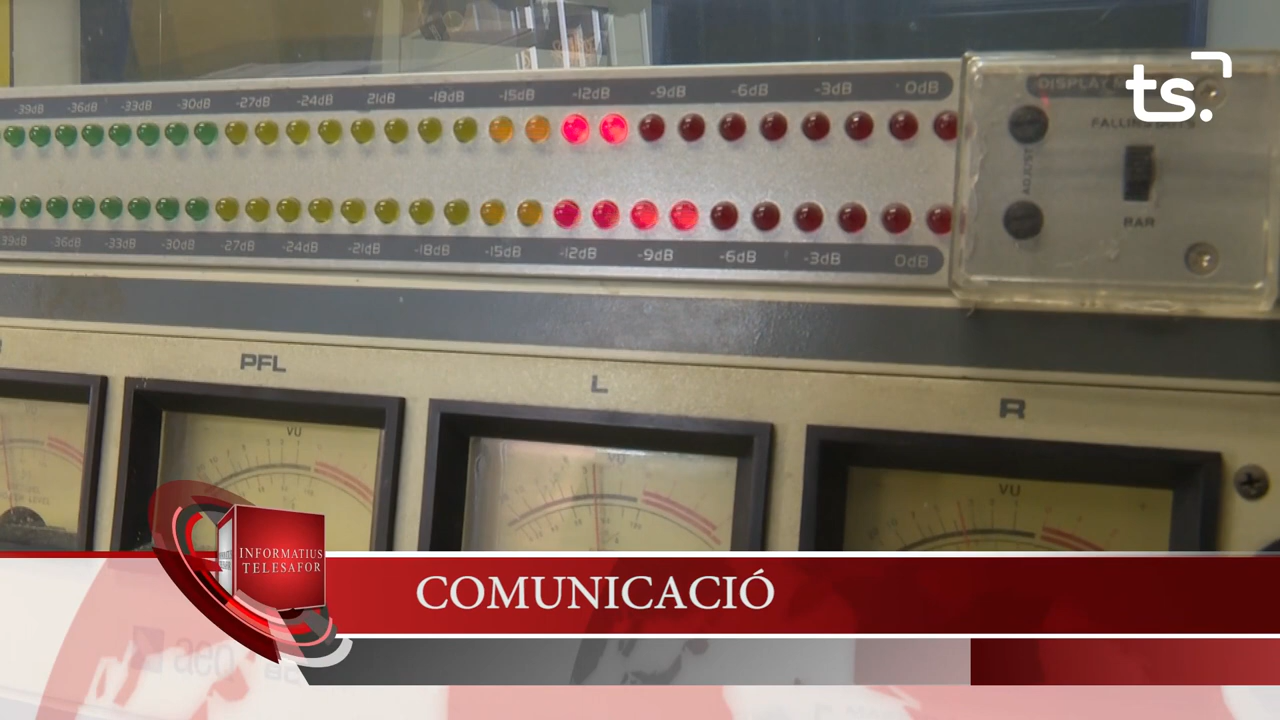 -39dB -36dB -33dB -30dB -27dB -24dB 21dB -18dB -15dB -12dB -9dB -6dB -3dB 0dB
ts.
DISPLAY
FALLING DOTS
ADJUST
BAR
39dB -36dB -33dB -30dB -27dB -24dB -21dB -18dB -15dB -12dB -9dB -6dB -3dB 0dB
PFL
L
R
VU
VU
VU
INFORMATIUS
TELESAFOR
COMUNICACIÓ